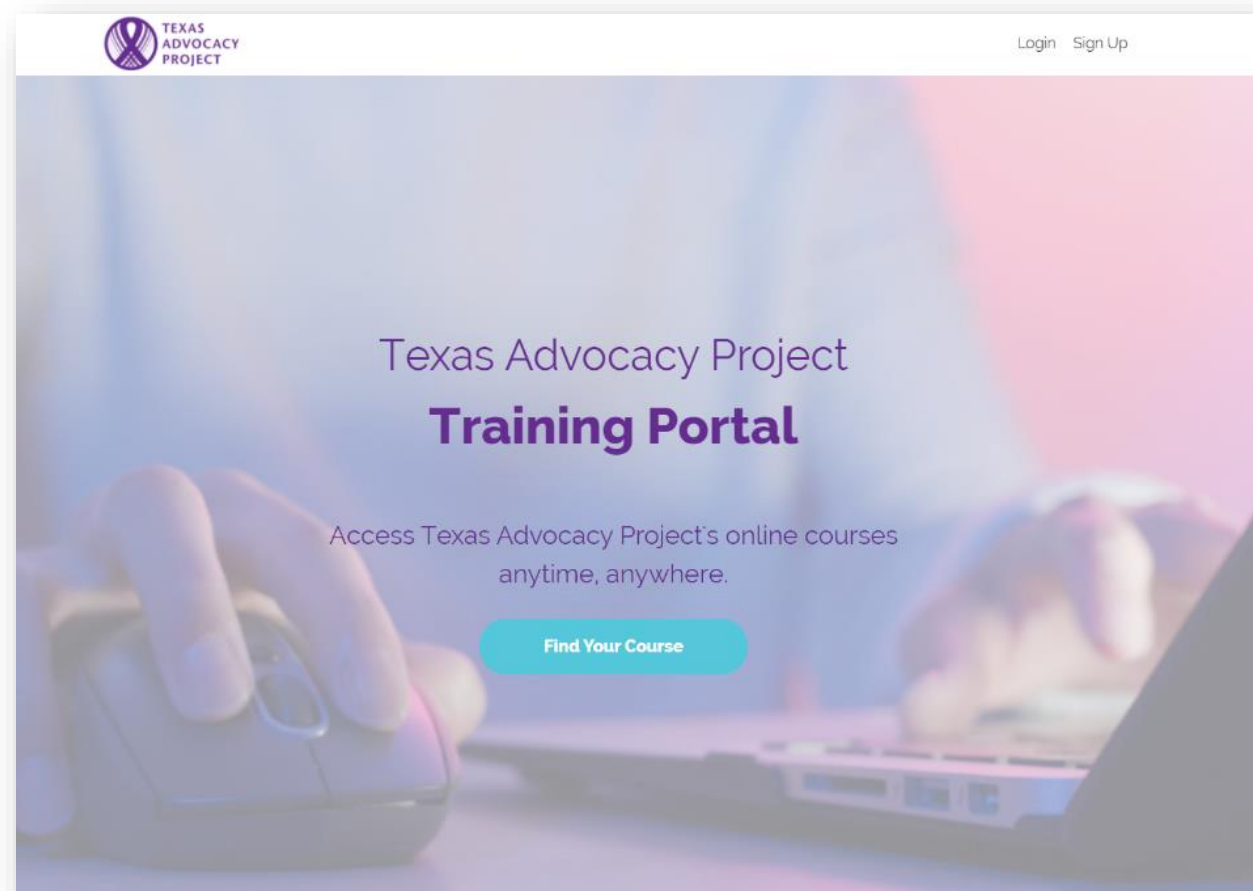 TEXAS
ADVOCACY
PROJECT
Login Sign Up
Texas Advocacy Project
Training Portal
Access Texas Advocacy Project's online courses
anytime, anywhere.
Find Your Course